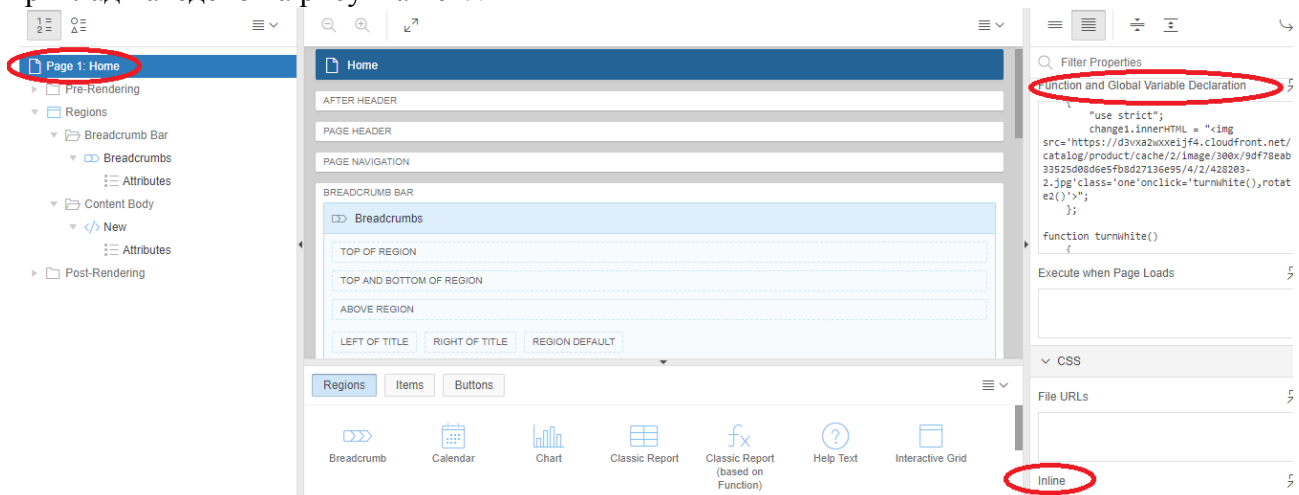 Page 1: Home
Pre-Rendering
Regions
Breadcrumb Bar
Breadcrumbs
Attributes
Content Body
New
Attributes
Post-Rendering
Home
AFTER HEADER
PAGE HEADER
PAGE NAVIGATION
BREADCRUMB BAR
Breadcrumbs
TOP OF REGION
TOP AND BOTTOM OF REGION
ABOVE REGION
LEFT OF TITLE RIGHT OF TITLE REGION DEFAULT
Regions Items Buttons
Breadcrumb Calendar Chart Classic Report Classic Report (based on Function) Help Text Interactive Grid
Filter Properties
Function and Global Variable Declaration
{
"use strict";
change1.innerHTML = "<img
src='https://d3vxa2wxxeijf4.cloudfront.net/
catalog/product/cache/2/image/300x/9df78eab
33525d08d6e5fb8d27136e95/4/2/428203-
2.jpg'class='one'onclick='turnWhite(),rotat
e2()'>";
};
function turnWhite()
{
Execute when Page Loads
CSS
File URLs
Inline